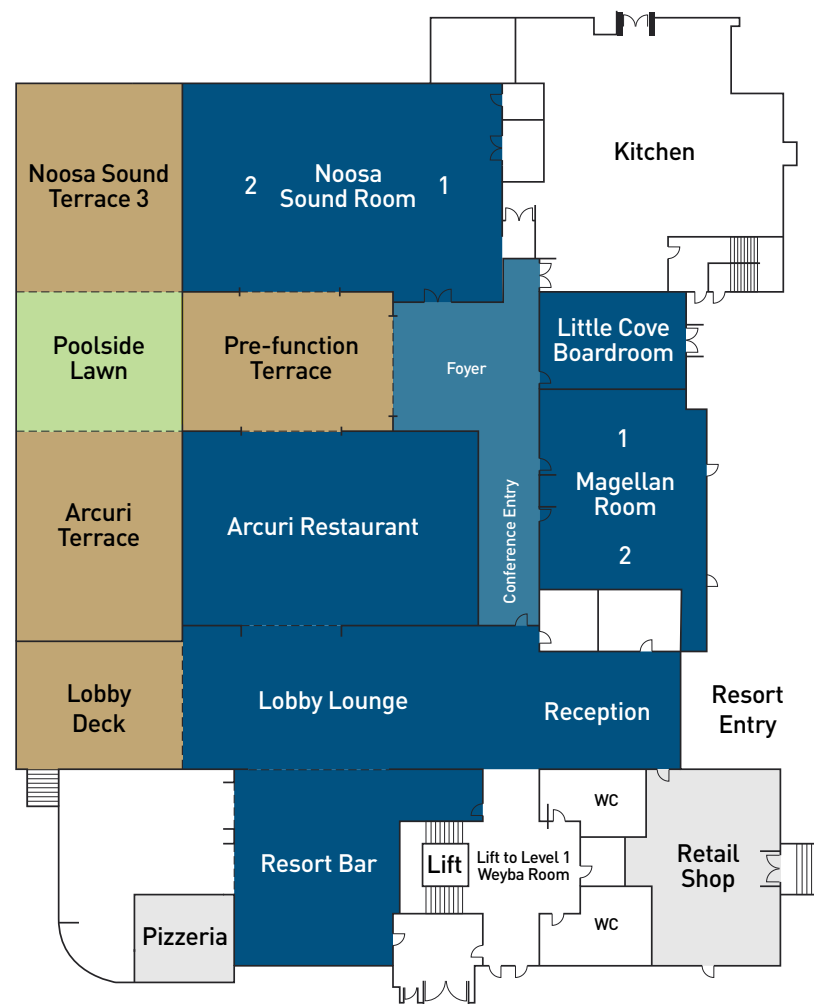 Kitchen
Noosa Sound
Terrace 3
2
Noosa
Sound Room
1
Poolside
Lawn
Pre-function
Terrace
Foyer
Little Cove
Boardroom
1
Magellan
Room
2
Arcuri
Terrace
Arcuri Restaurant
Conference Entry
Lobby
Deck
Lobby Lounge
Reception
Resort
Entry
Resort Bar
Lift
Lift to Level 1
Weyba Room
WC
Retail
Shop
Pizzeria
WC